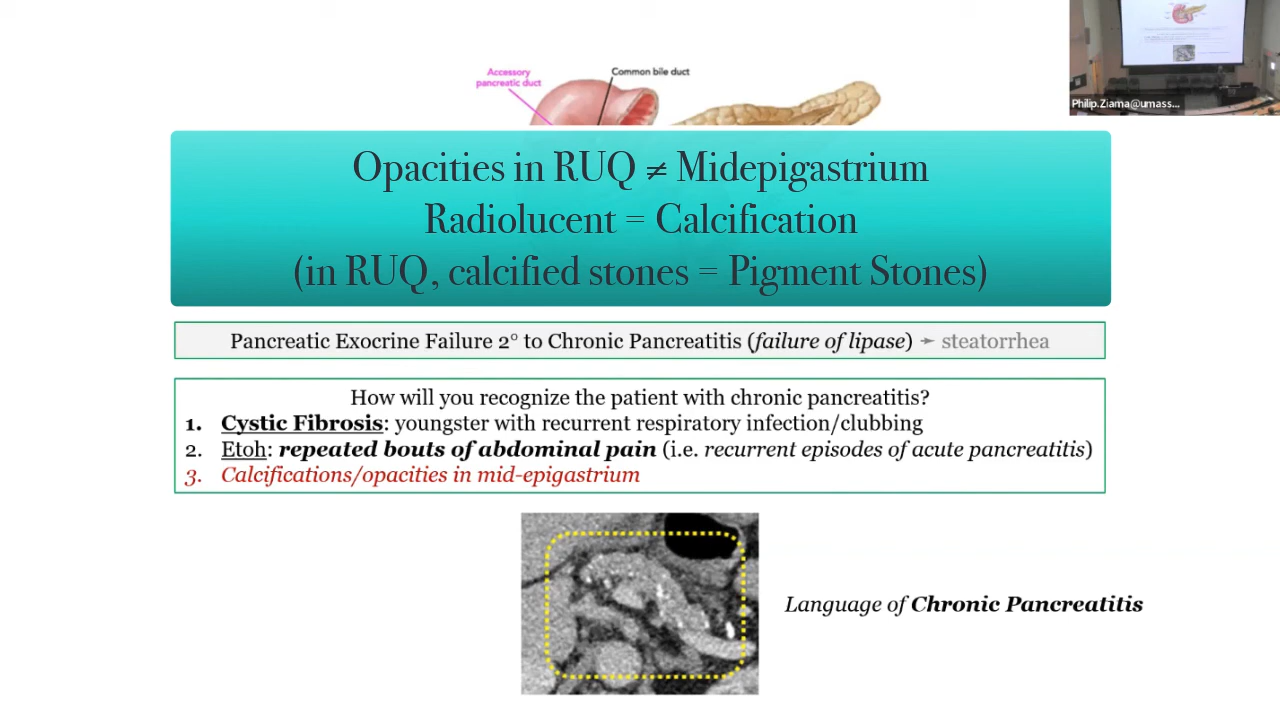 Accessory
pancreatic duct
Common bile duct
Philip.Ziama@umass...
Opacities in RUQ ≠ Midepigastrium
Radiolucent = Calcification
(in RUQ, calcified stones = Pigment Stones)
Pancreatic Exocrine Failure 2° to Chronic Pancreatitis (failure of lipase) ➛ steatorrhea
How will you recognize the patient with chronic pancreatitis?
1. Cystic Fibrosis: youngster with recurrent respiratory infection/clubbing
2. Etoh: repeated bouts of abdominal pain (i.e. recurrent episodes of acute pancreatitis)
3. Calcifications/opacities in mid-epigastrium
Language of Chronic Pancreatitis